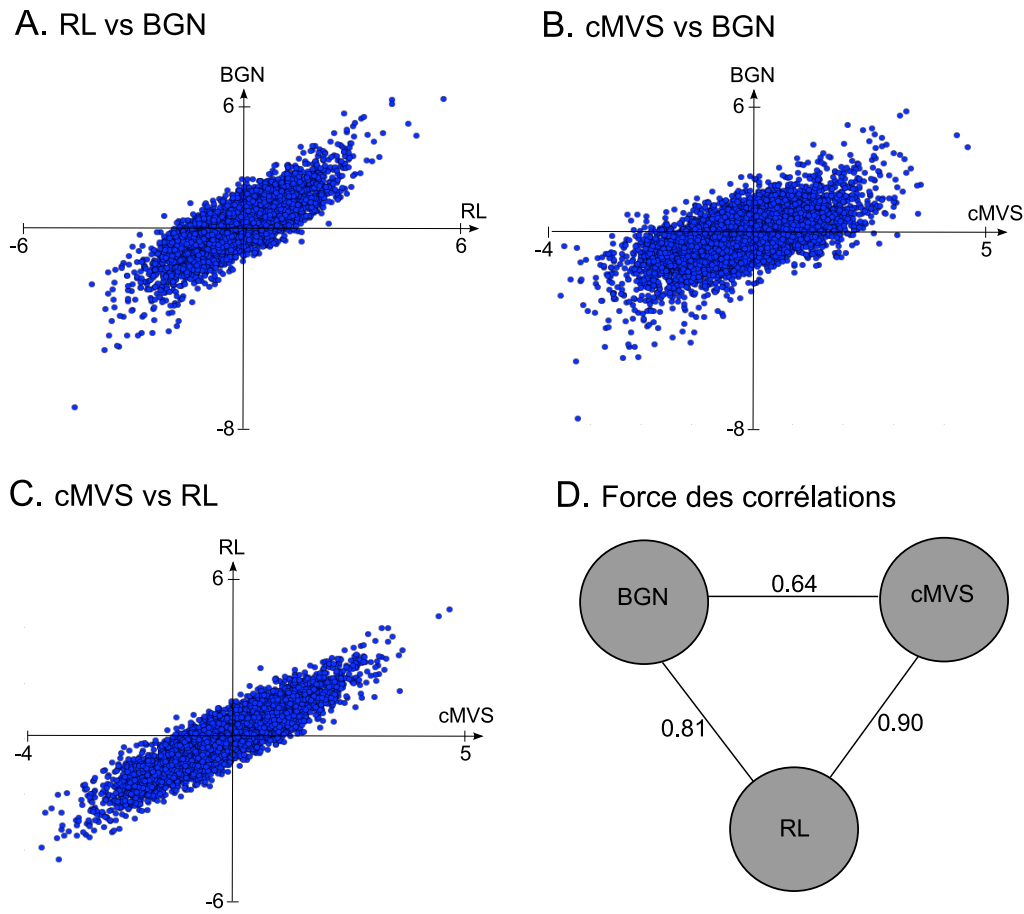 A. RL vs BGN
BGN
6
RL
-6
6
-8
B. cMVS vs BGN
BGN
6
cMVS
-4
5
-8
C. cMVS vs RL
RL
6
cMVS
-4
5
-6
D. Force des corrélations
BGN
0.64
cMVS
0.81
0.90
RL